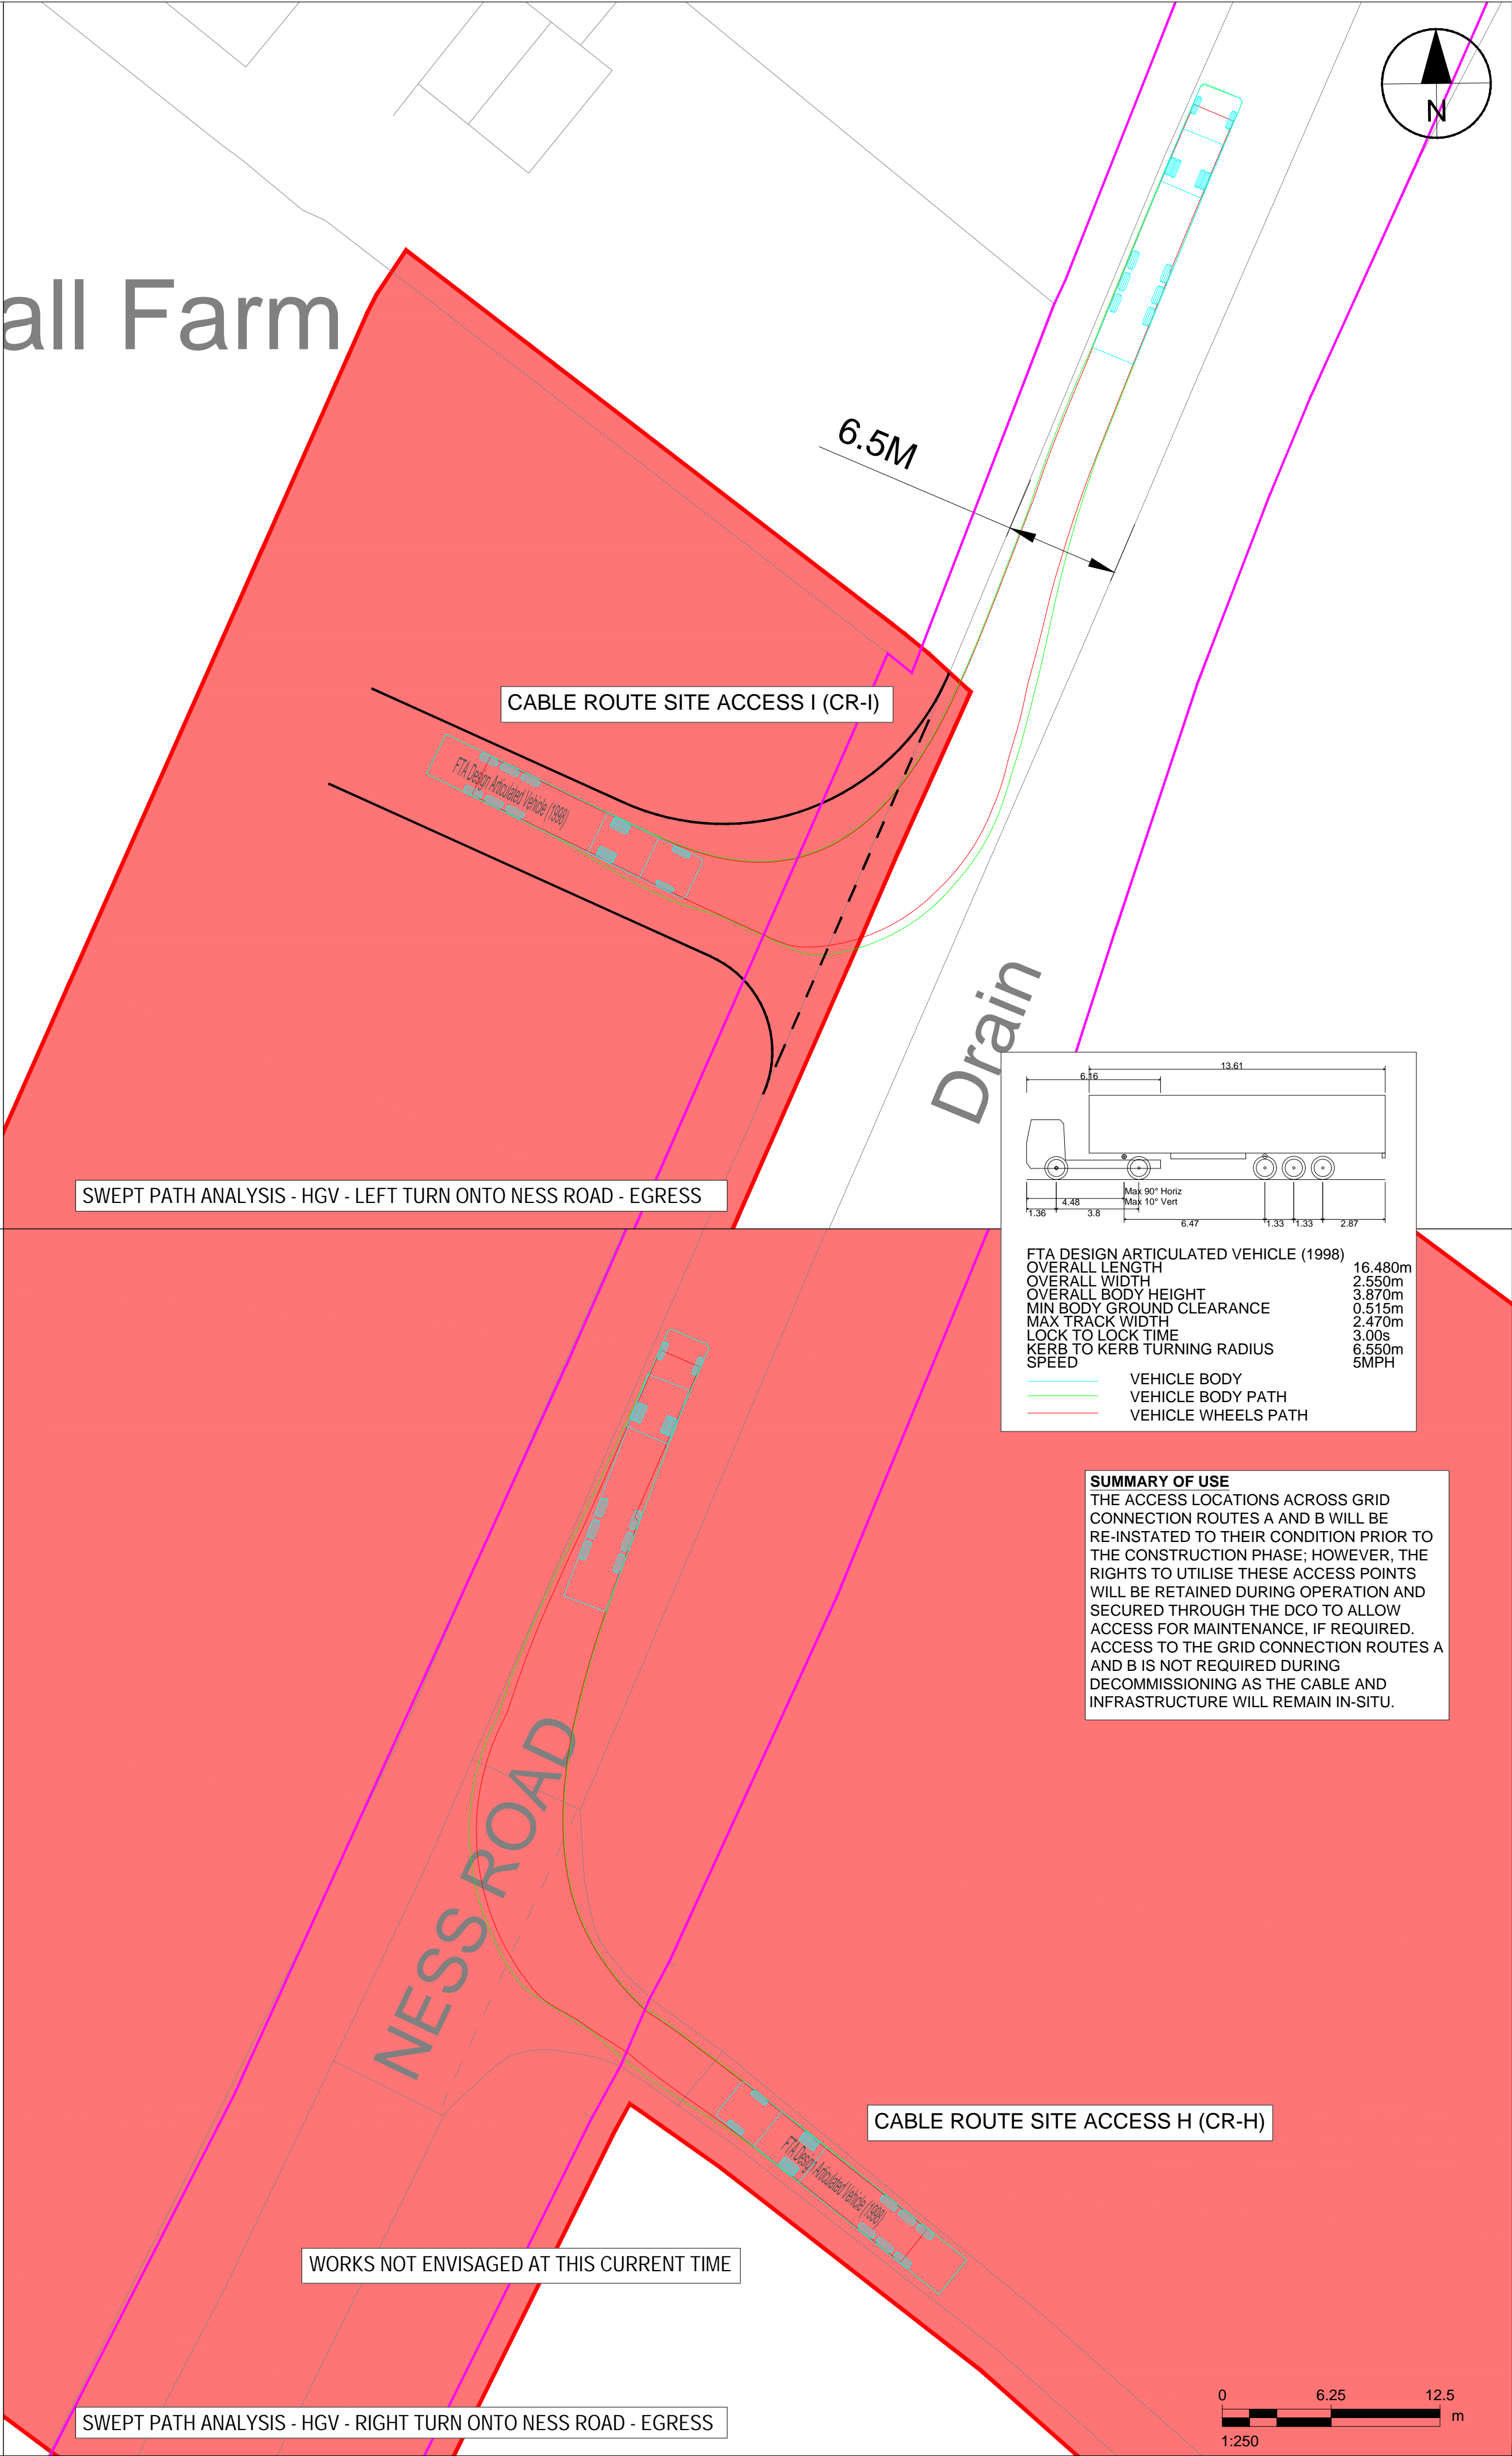 N
all Farm
6.5M
CABLE ROUTE SITE ACCESS I (CR-I)
FTA Design Articulated Vehicle (1998)
Drain
SWEPT PATH ANALYSIS - HGV - LEFT TURN ONTO NESS ROAD - EGRESS
13.61
6.16
Max 90° Horiz
Max 10° Vert
4.48
1.36
3.8
6.47
1.33
1.33
2.87
FTA DESIGN ARTICULATED VEHICLE (1998)
OVERALL LENGTH 16.480m
OVERALL WIDTH 2.550m
OVERALL BODY HEIGHT 3.870m
MIN BODY GROUND CLEARANCE 0.515m
MAX TRACK WIDTH 2.470m
LOCK TO LOCK TIME 3.00s
KERB TO KERB TURNING RADIUS 6.550m
SPEED 5MPH
VEHICLE BODY
VEHICLE BODY PATH
VEHICLE WHEELS PATH
SUMMARY OF USE
THE ACCESS LOCATIONS ACROSS GRID
CONNECTION ROUTES A AND B WILL BE
RE-INSTATED TO THEIR CONDITION PRIOR TO
THE CONSTRUCTION PHASE; HOWEVER, THE
RIGHTS TO UTILISE THESE ACCESS POINTS
WILL BE RETAINED DURING OPERATION AND
SECURED THROUGH THE DCO TO ALLOW
ACCESS FOR MAINTENANCE, IF REQUIRED.
ACCESS TO THE GRID CONNECTION ROUTES A
AND B IS NOT REQUIRED DURING
DECOMMISSIONING AS THE CABLE AND
INFRASTRUCTURE WILL REMAIN IN-SITU.
NESS ROAD
CABLE ROUTE SITE ACCESS H (CR-H)
FTA Design Articulated Vehicle (1998)
WORKS NOT ENVISAGED AT THIS CURRENT TIME
SWEPT PATH ANALYSIS - HGV - RIGHT TURN ONTO NESS ROAD - EGRESS
0 6.25 12.5
m
1:250